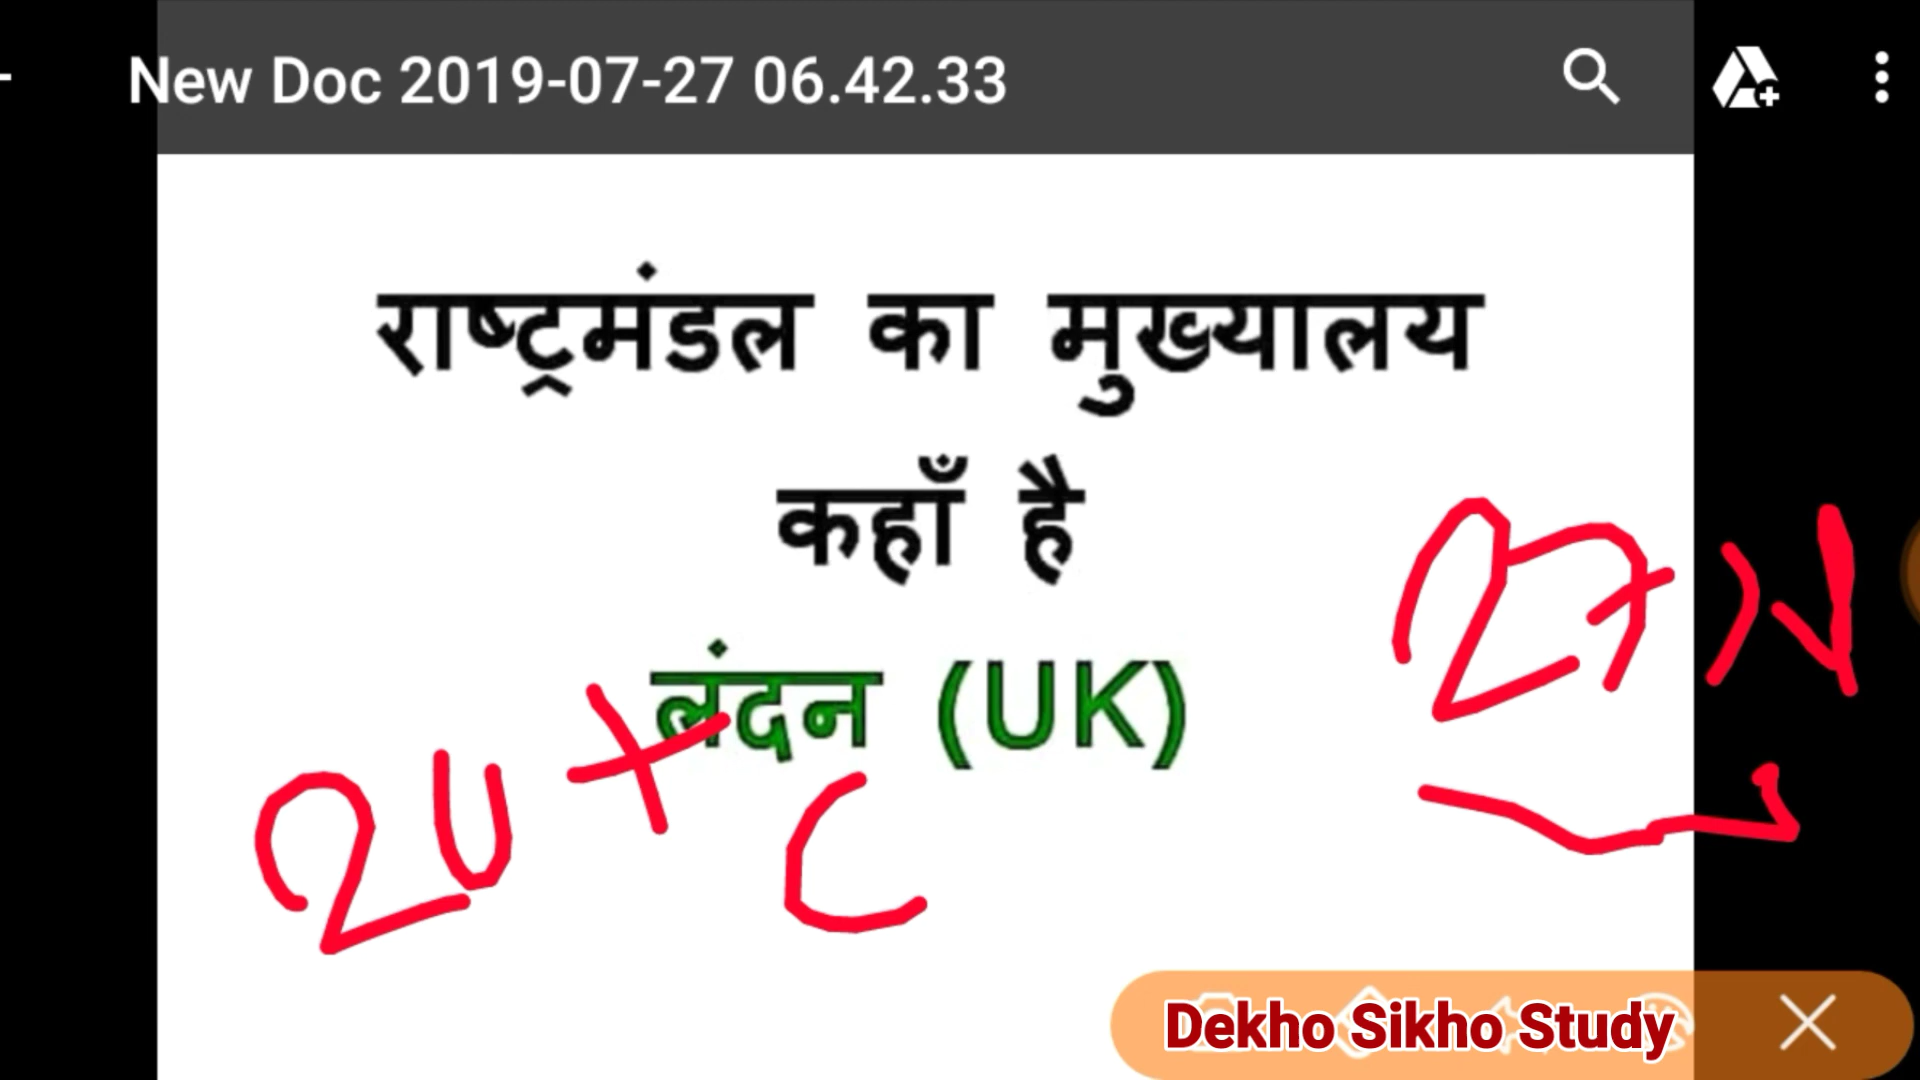 New Doc 2019-07-27 06.42.33
राष्ट्रमंडल का मुख्यालय
कहाँ है
लंदन (UK)
Dekho Sikho Study